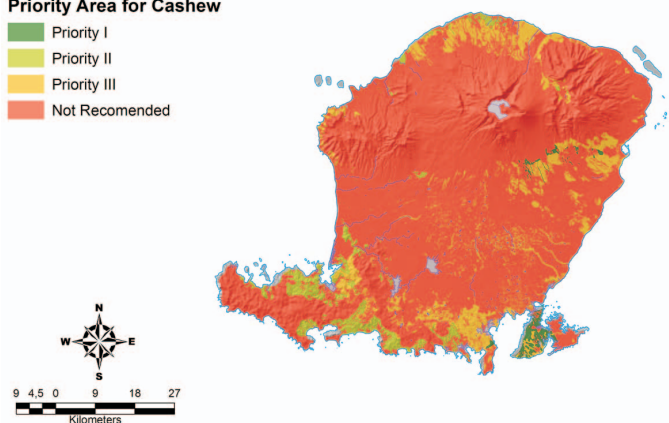 Priority Area for Cashew
Priority I
Priority II
Priority III
Not Recomended
N
W E
S
9 4,5 0 9 18 27
Kilometers